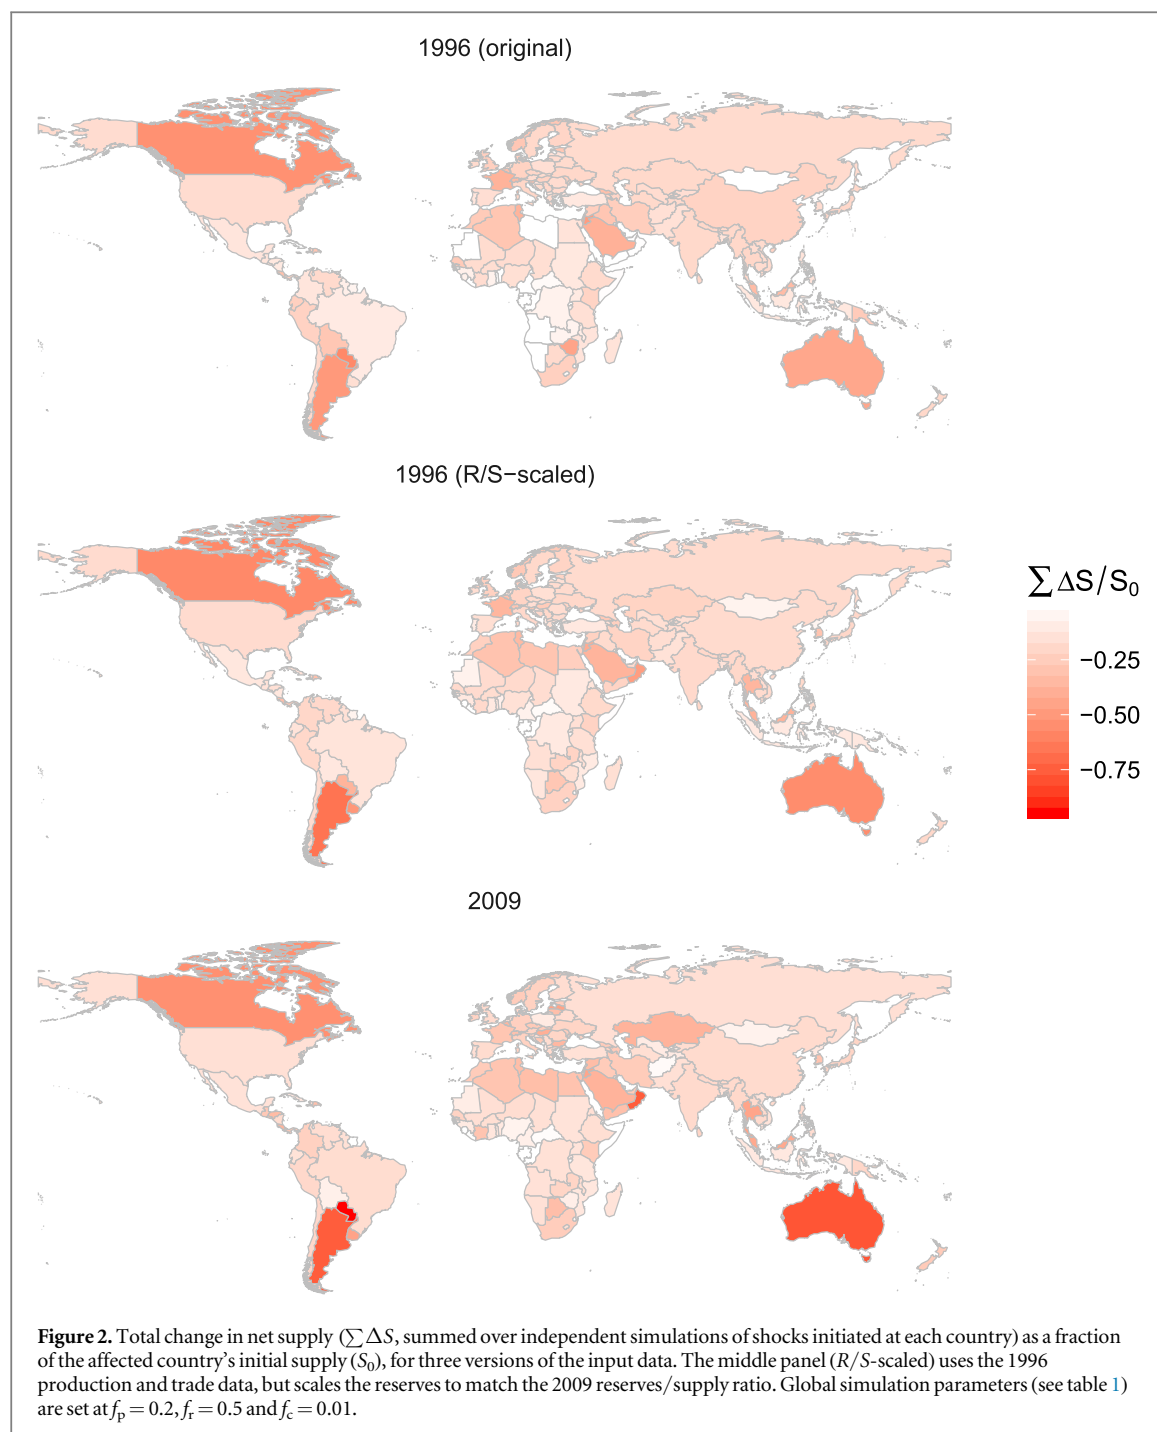 1996 (original)
1996 (R/S−scaled)
∑ ΔS/S₀
−0.25
−0.50
−0.75
2009
Figure 2. Total change in net supply (∑ΔS, summed over independent simulations of shocks initiated at each country) as a fraction
of the affected country's initial supply (S₀), for three versions of the input data. The middle panel (R/S-scaled) uses the 1996
production and trade data, but scales the reserves to match the 2009 reserves/supply ratio. Global simulation parameters (see table 1)
are set at fₚ = 0.2, fᵣ = 0.5 and f_c = 0.01.